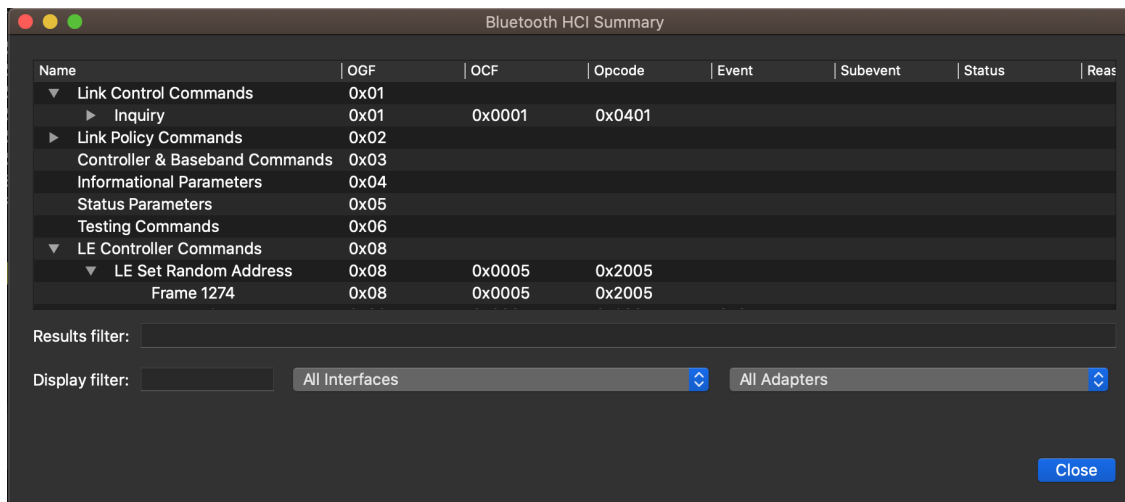 Bluetooth HCI Summary
Name OGF OCF Opcode Event Subevent Status Reas
Link Control Commands 0x01
Inquiry 0x01 0x0001 0x0401
Link Policy Commands 0x02
Controller & Baseband Commands 0x03
Informational Parameters 0x04
Status Parameters 0x05
Testing Commands 0x06
LE Controller Commands 0x08
LE Set Random Address 0x08 0x0005 0x2005
Frame 1274 0x08 0x0005 0x2005
Results filter:
Display filter: All Interfaces All Adapters
Close